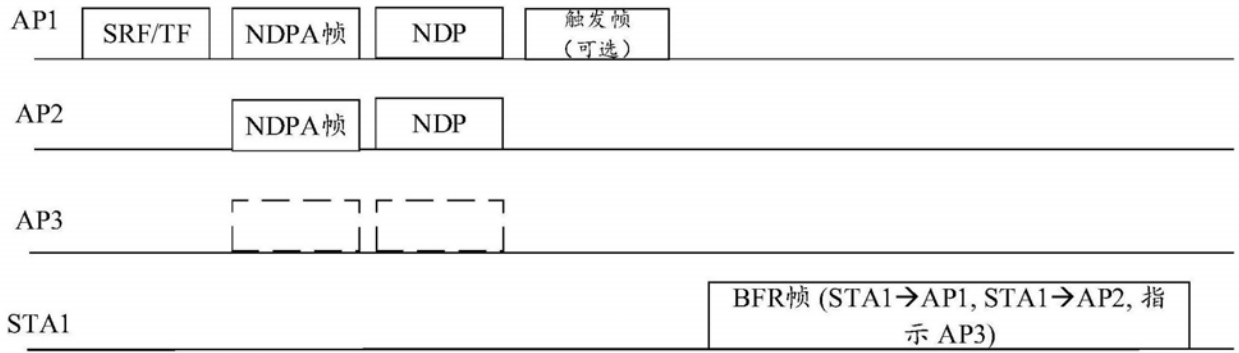 AP1
SRF/TF
NDPA帧
NDP
触发帧
(可选)
AP2
NDPA帧
NDP
AP3
STA1
BFR帧 (STA1→AP1, STA1→AP2, 指
示 AP3)